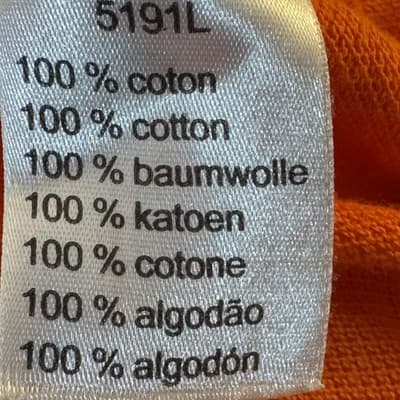 5191L
100 % coton
100 % cotton
100 % baumwolle
100 % katoen
100 % cotone
100 % algodão
100 % algodón